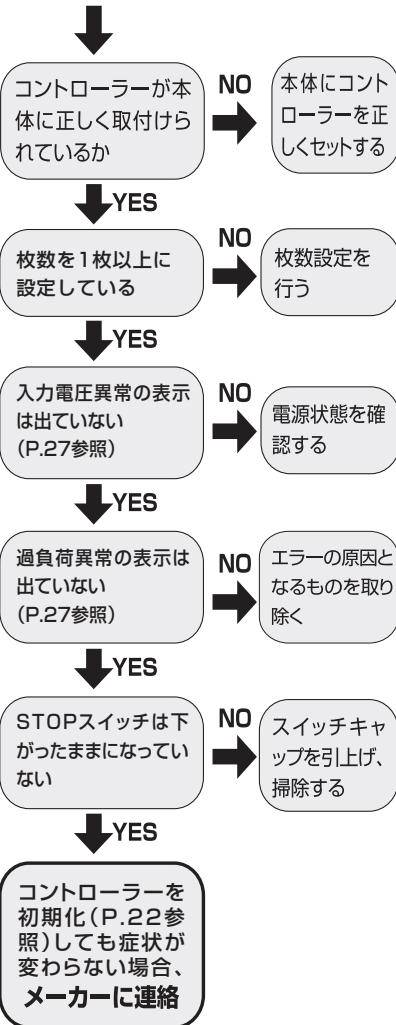 コントローラーが本
体に正しく取付けら
れているか
NO
本体にコント
ローラーを正
しくセットする
YES
枚数を1枚以上に
設定している
NO
枚数設定を
行う
YES
入力電圧異常の表示
は出ていない
(P.27参照)
NO
電源状態を確
認する
YES
過負荷異常の表示は
出ていない
(P.27参照)
NO
エラーの原因と
なるものを取り
除く
YES
STOPスイッチは下
がったままになってい
ない
NO
スイッチキャ
ップを引上げ、
掃除する
YES
コントローラーを
初期化(P.22参
照)しても症状が
変わらない場合、
メーカーに連絡